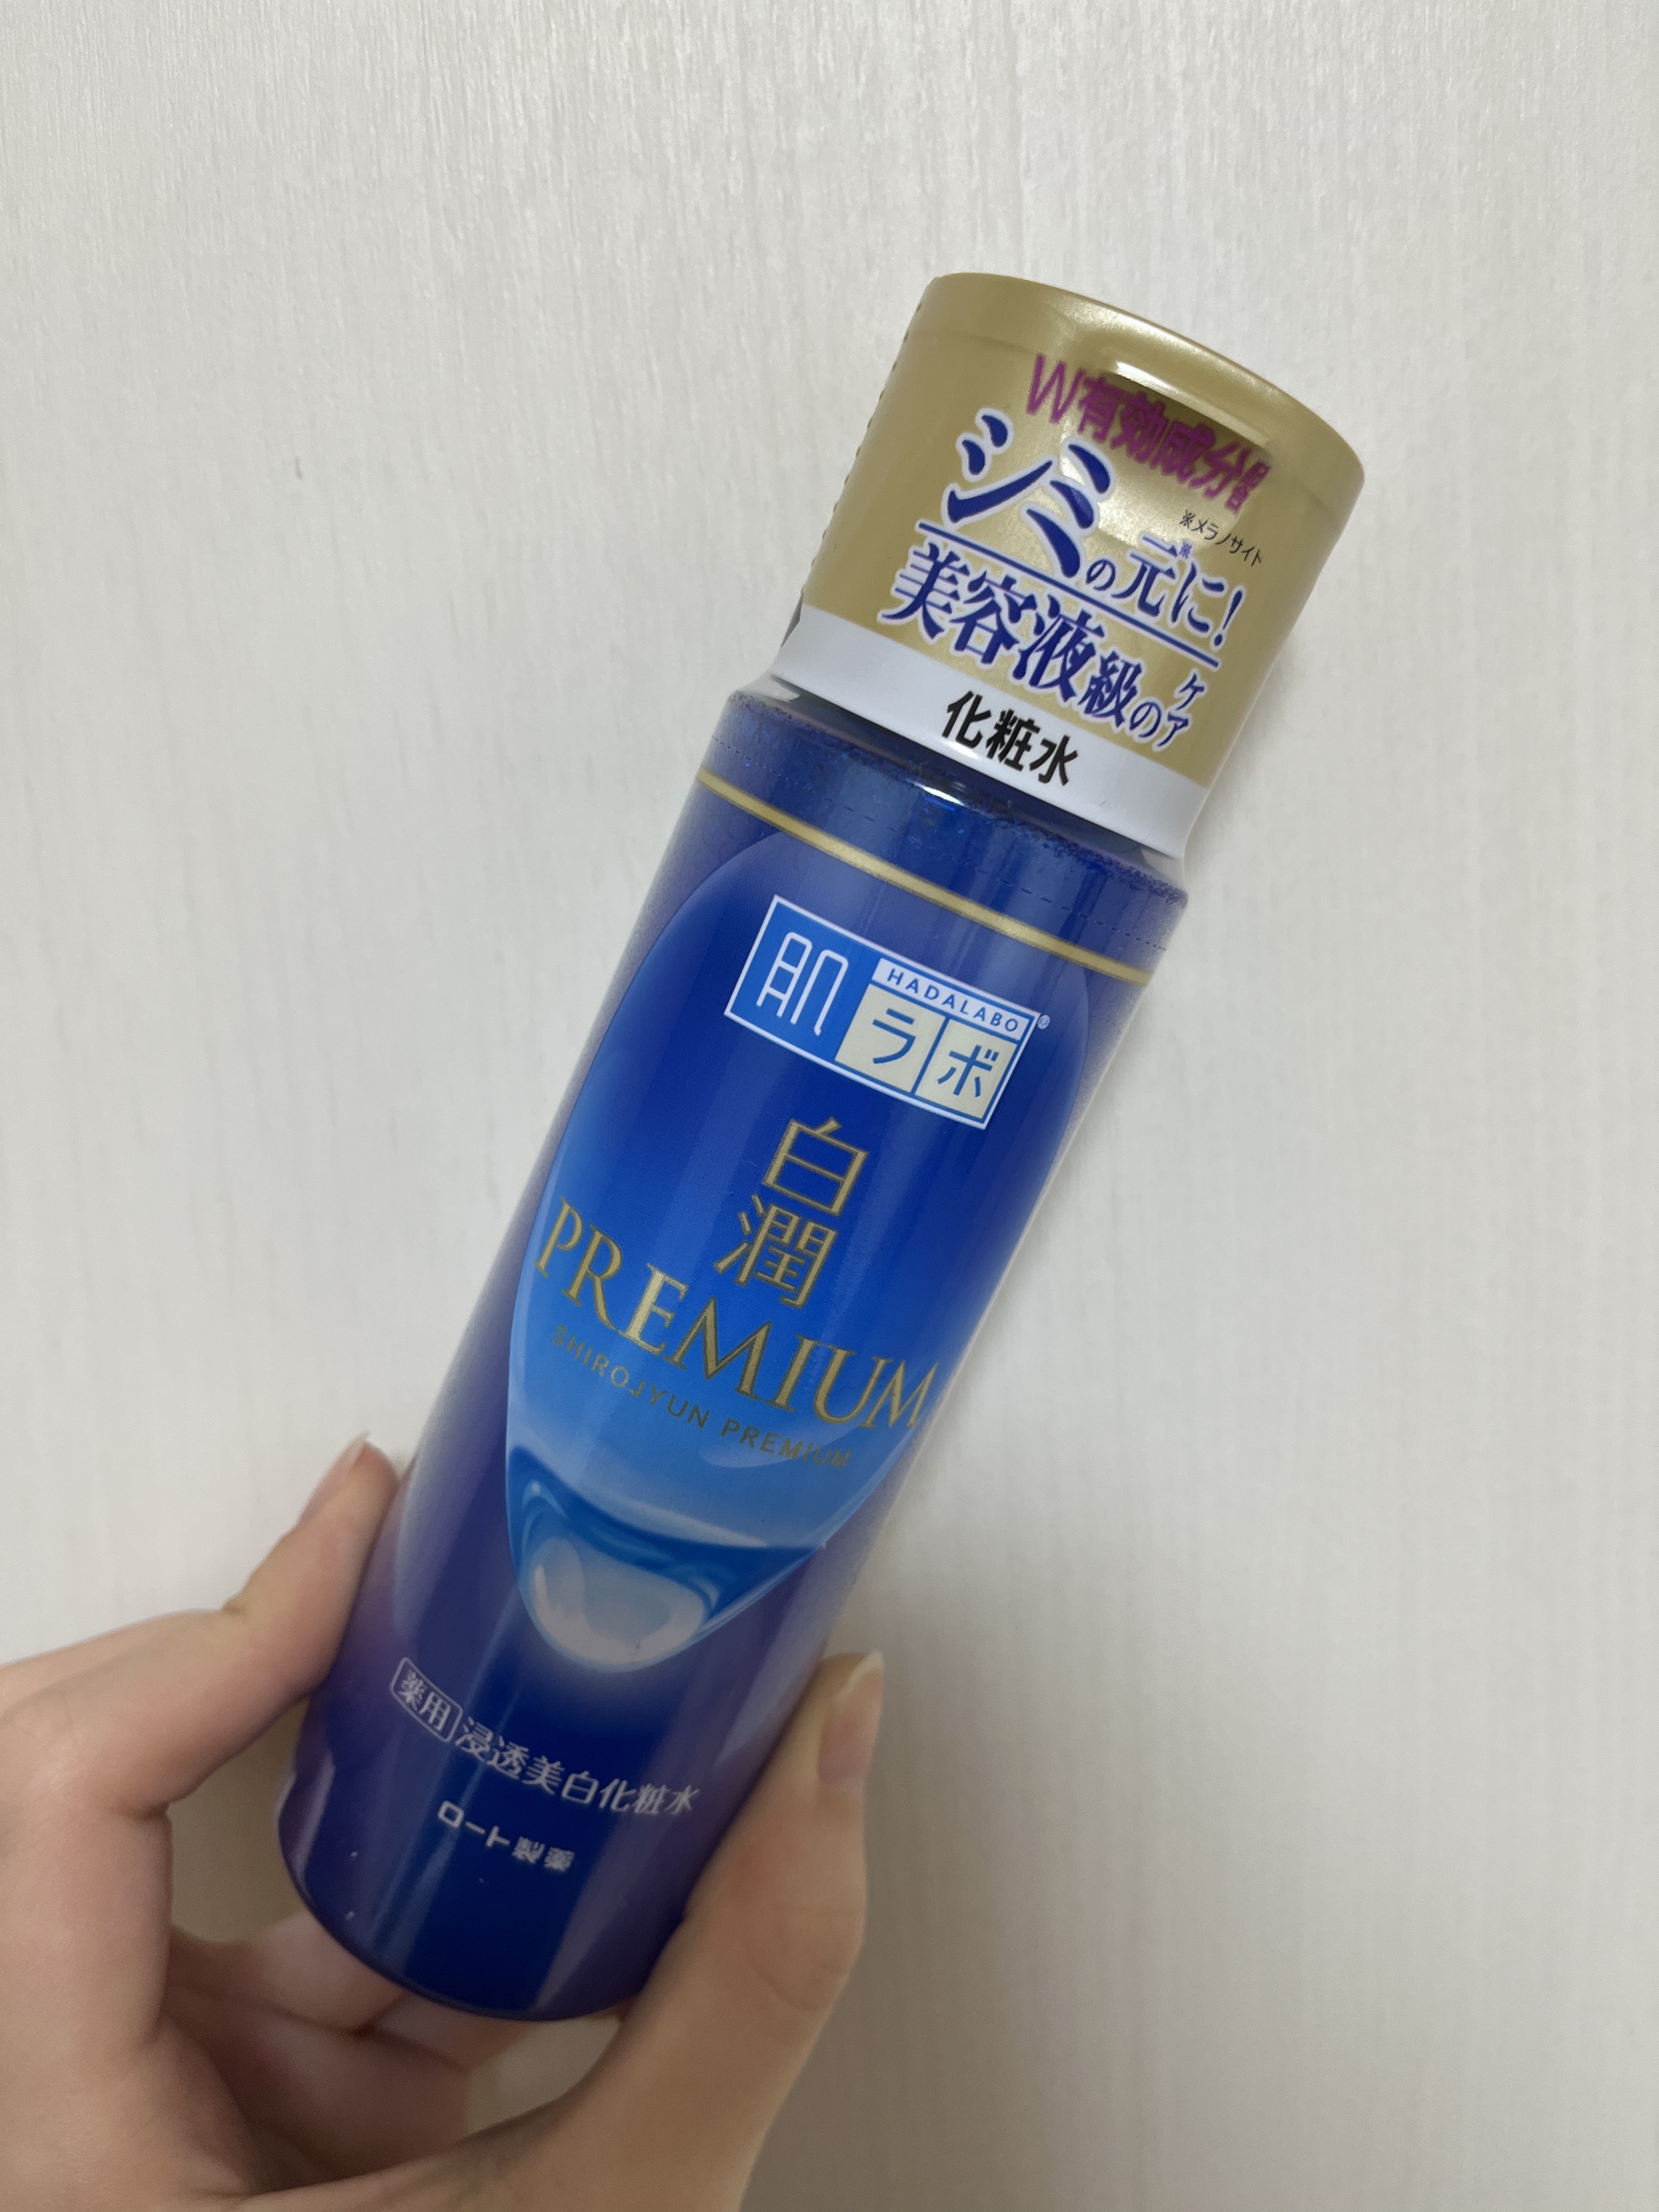 W有効成分配合
※メラノサイト
シミの元※に!
美容液級のケア
化粧水
肌ラボ HADALABO®
白潤
PREMIUM
SHIROJYUN PREMIUM
薬用 浸透美白化粧水
ロート製薬